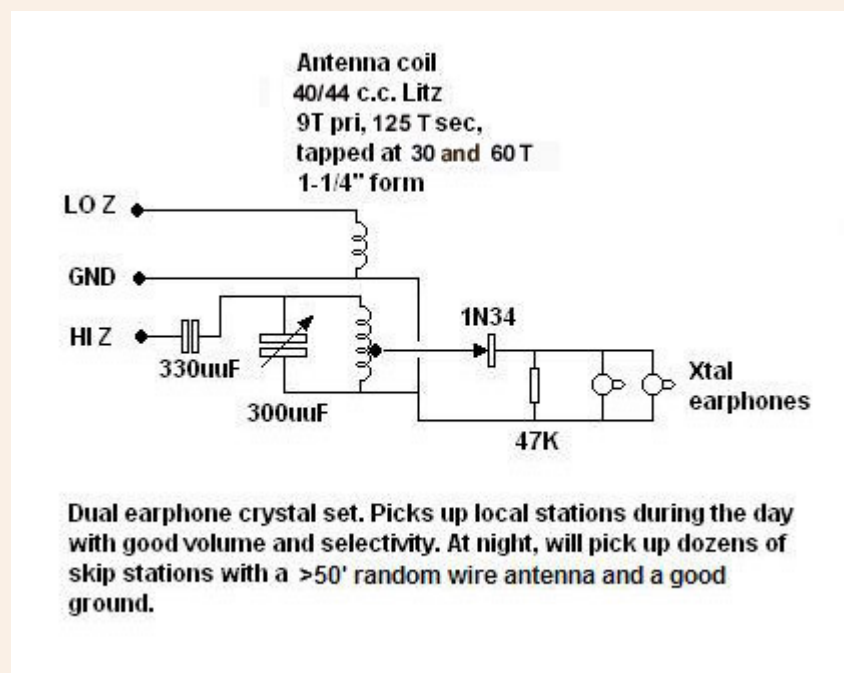 Antenna coil
40/44 c.c. Litz
9T pri, 125 T sec,
tapped at 30 and 60 T
1-1/4" form
LO Z
GND
HI Z
330uuF
300uuF
1N34
47K
Xtal
earphones
Dual earphone crystal set. Picks up local stations during the day
with good volume and selectivity. At night, will pick up dozens of
skip stations with a >50' random wire antenna and a good
ground.